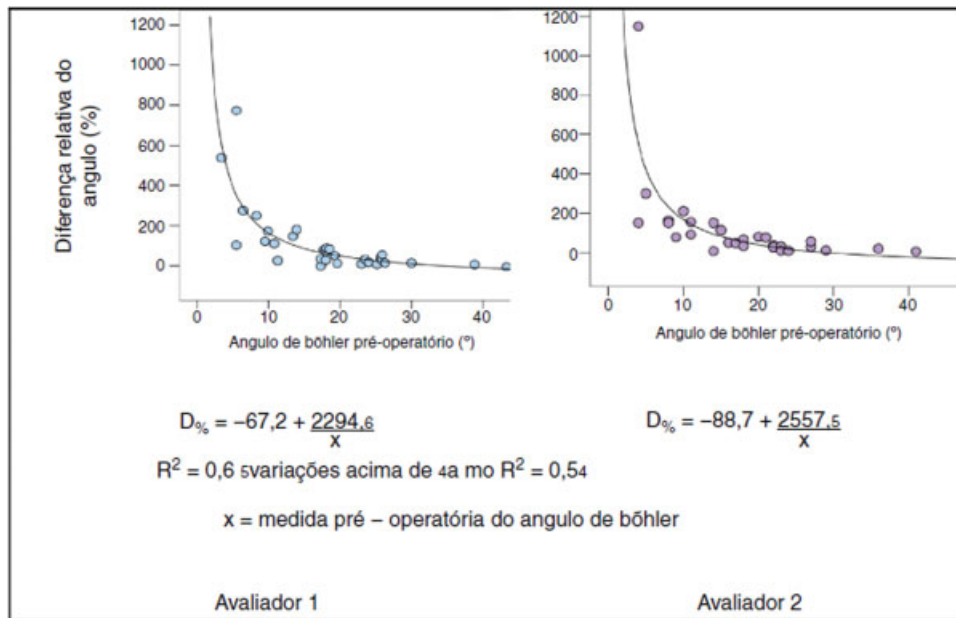 Diferença relativa do
angulo (%)
1200
1000
800
600
400
200
0
0 10 20 30 40
Angulo de böhler pré-operatório (º)
1200
1000
800
600
400
200
0
0 10 20 30 40
Angulo de böhler pré-operatório (º)
D% = −67,2 + 2294,6
x
D% = −88,7 + 2557,5
x
R² = 0,6 5variações acima de 4a mo R² = 0,54
x = medida pré – operatória do angulo de böhler
Avaliador 1
Avaliador 2